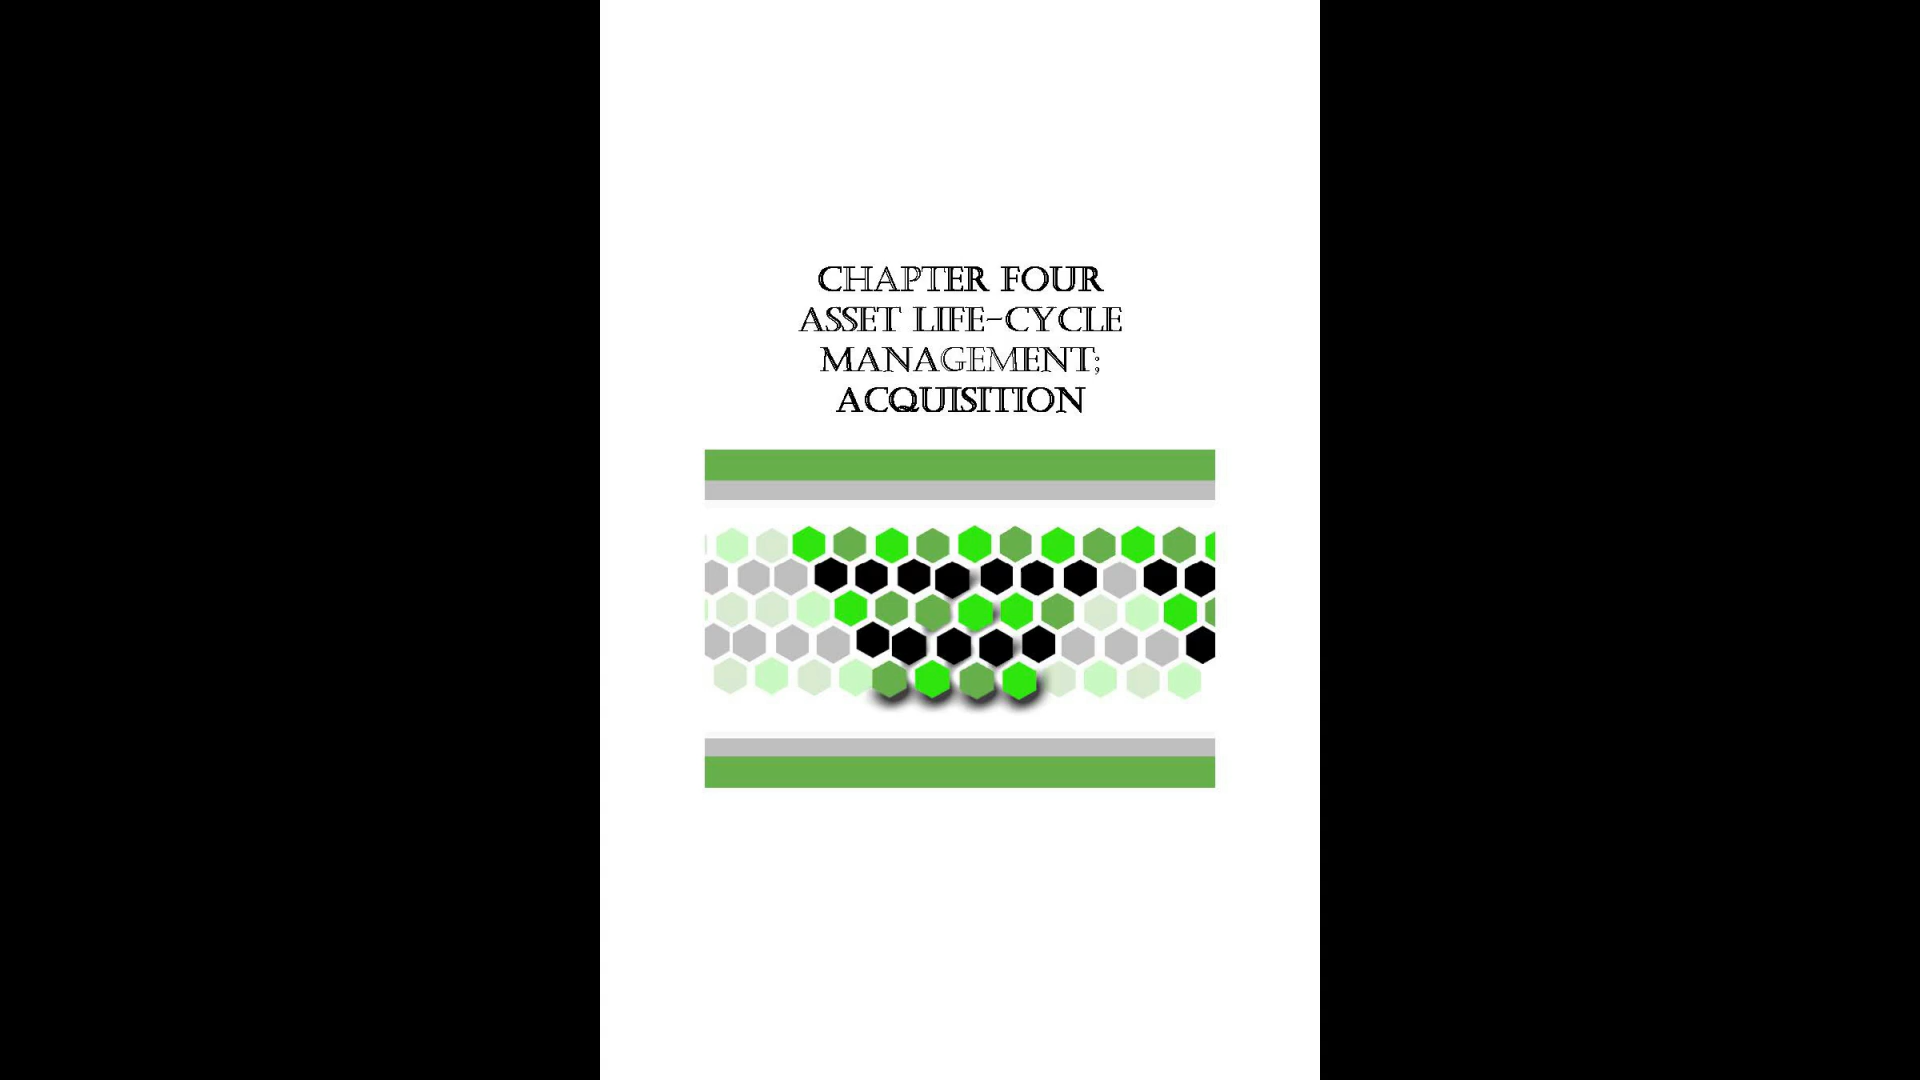 CHAPTER FOUR
ASSET LIFE-CYCLE
MANAGEMENT;
ACQUISITION